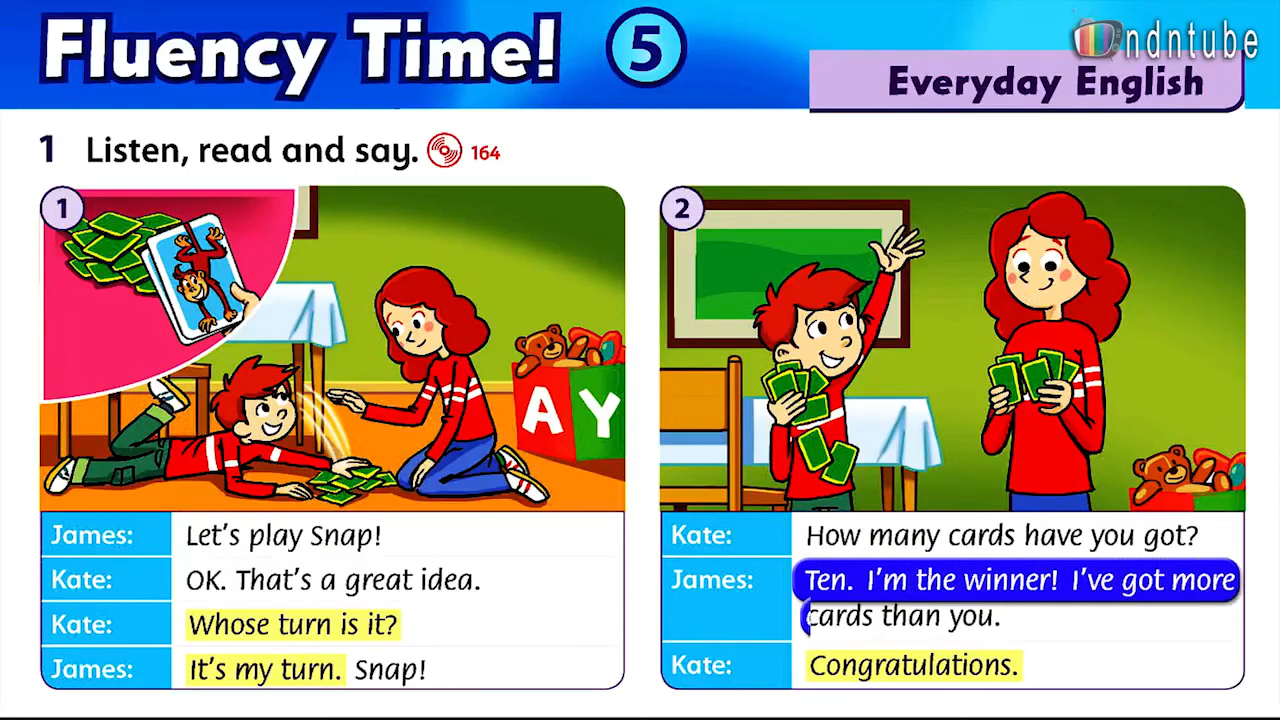 Fluency Time! 5
ndntube
Everyday English
1 Listen, read and say. 164
1
A Y
James: Let's play Snap!
Kate: OK. That's a great idea.
Kate: Whose turn is it?
James: It's my turn. Snap!
2
Kate: How many cards have you got?
James: Ten. I'm the winner! I've got more
cards than you.
Kate: Congratulations.